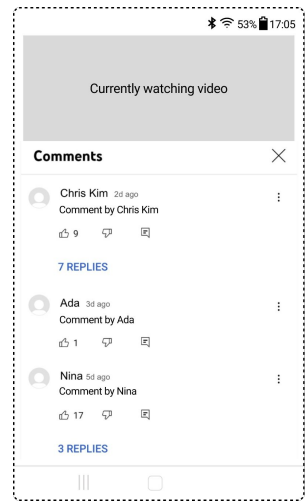 53% 17:05
Currently watching video
Comments
Chris Kim 2d ago
Comment by Chris Kim
9
7 REPLIES
Ada 3d ago
Comment by Ada
1
Nina 5d ago
Comment by Nina
17
3 REPLIES